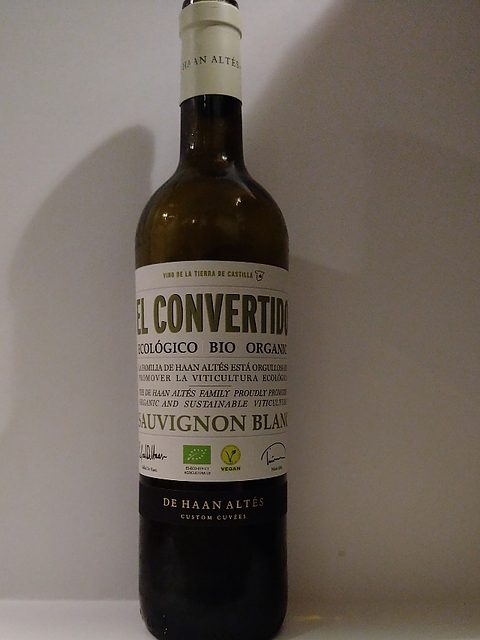 DE HAAN ALTÉS
VINO DE LA TIERRA DE CASTILLA
EL CONVERTIDO
ECOLÓGICO BIO ORGANIC
FAMILIA DE HAAN ALTÉS ESTÁ ORGULLOSA DE
PROMOVER LA VITICULTURA ECOLÓGICA
THE DE HAAN ALTÉS FAMILY PROUDLY PROMOTE
ORGANIC AND SUSTAINABLE VITICULTURE
SAUVIGNON BLANC
VEGAN
DE HAAN ALTÉS
CUSTOM CUVÉES